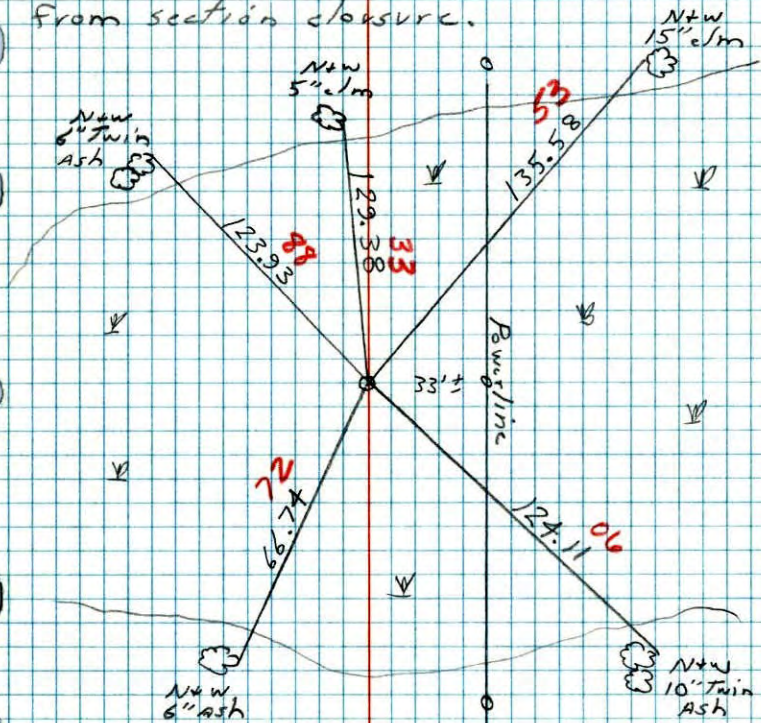 from section closure.
N+W
15" elm
N+W
5" elm
N+W
6" Twin
Ash
53
135.58
123.93
88
129.38
33
33'±
Powerline
72
66.74
124.11
06
N+W
6" Ash
N+W
10" Twin
Ash